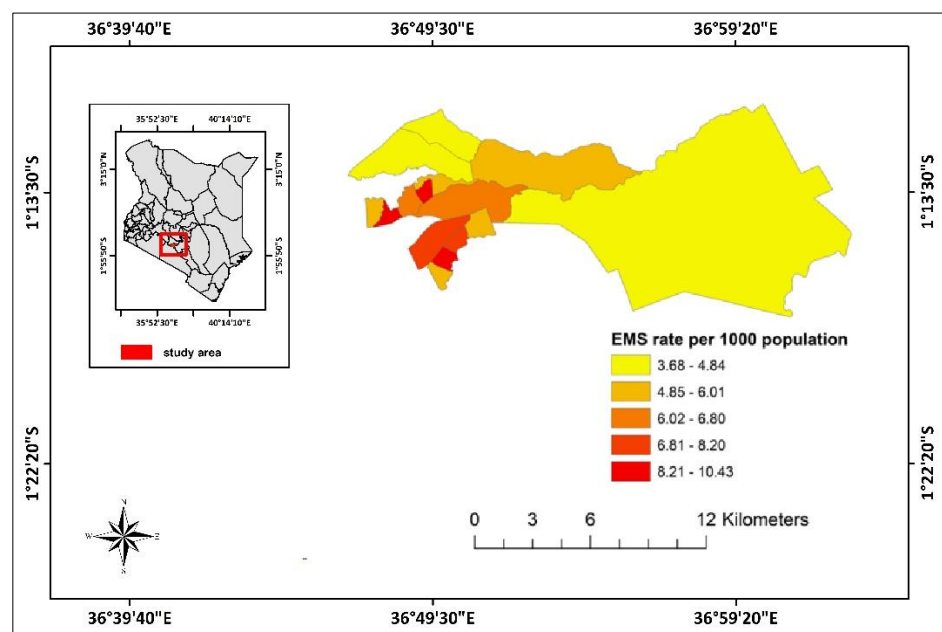 36°39'40"E 36°49'30"E 36°59'20"E
1°13'30"S
1°22'20"S
35°52'30"E 40°14'10"E
3°15'0"N
1°55'50"S
3°15'0"N
1°55'50"S
35°52'30"E 40°14'10"E
study area
EMS rate per 1000 population
3.68 - 4.84
4.85 - 6.01
6.02 - 6.80
6.81 - 8.20
8.21 - 10.43
0 3 6 12 Kilometers
N
W E
S
1°13'30"S
1°22'20"S
36°39'40"E 36°49'30"E 36°59'20"E